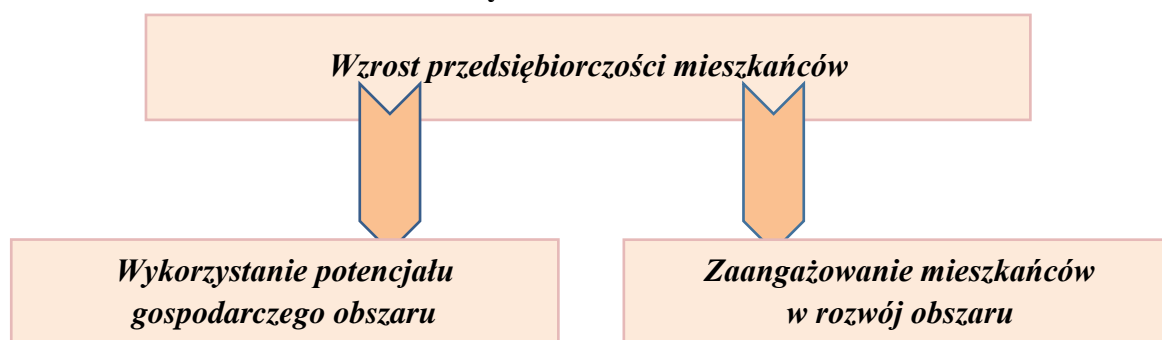 Wzrost przedsiębiorczości mieszkańców
Wykorzystanie potencjału
gospodarczego obszaru
Zaangażowanie mieszkańców
w rozwój obszaru